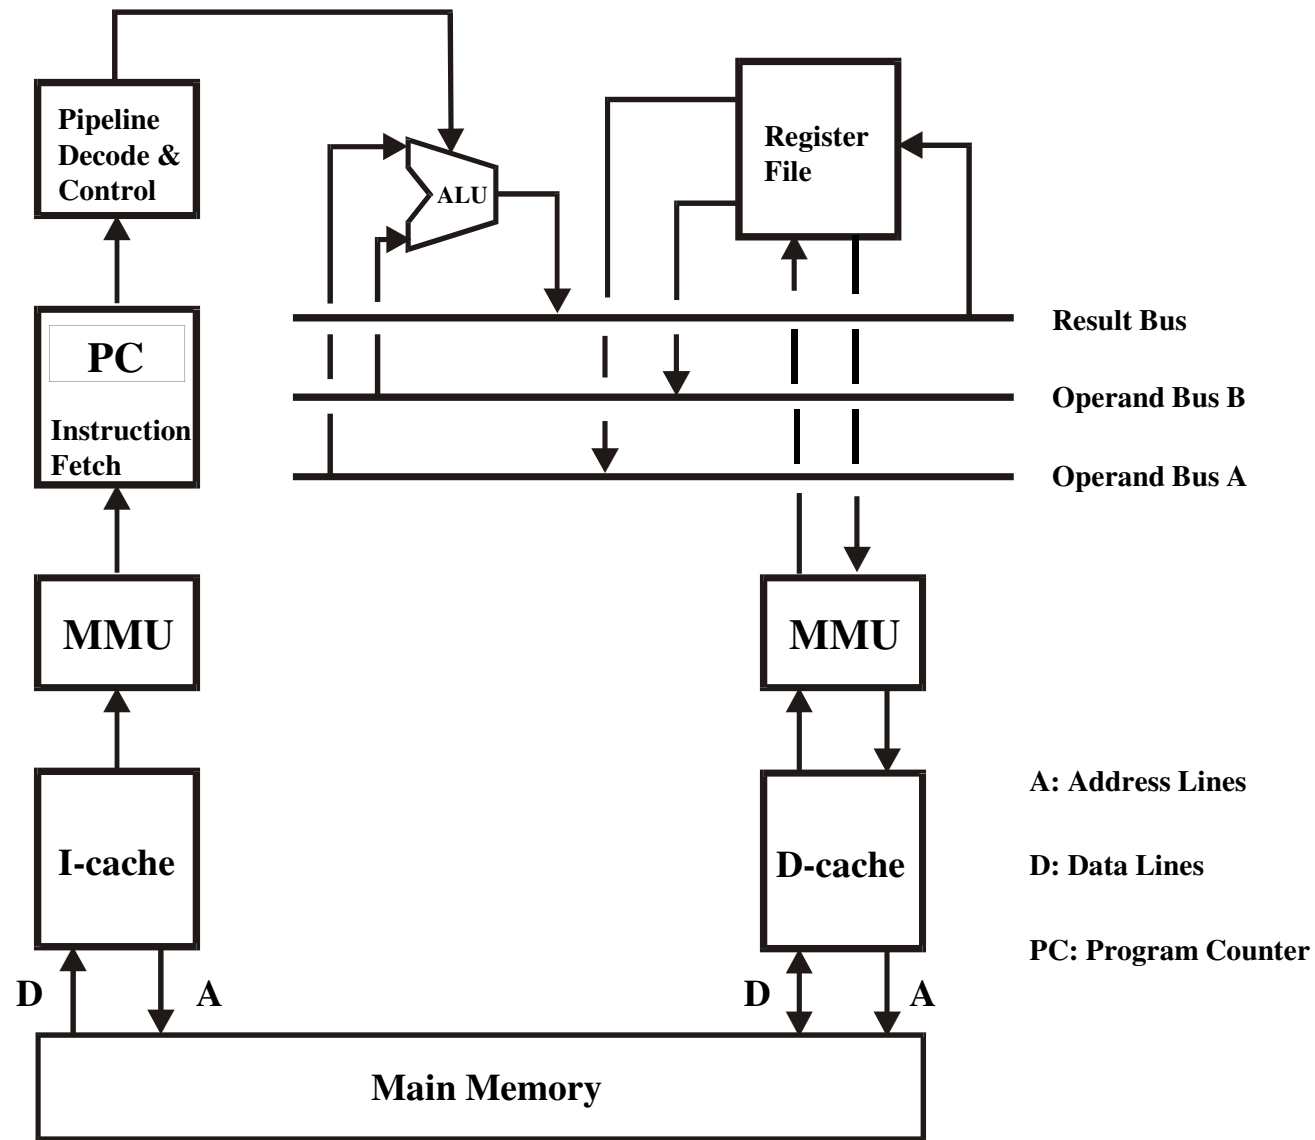 Pipeline
Decode &
Control
ALU
Register
File
PC
Instruction
Fetch
Result Bus
Operand Bus B
Operand Bus A
MMU
MMU
I-cache
D-cache
A: Address Lines
D: Data Lines
PC: Program Counter
D
A
D
A
Main Memory